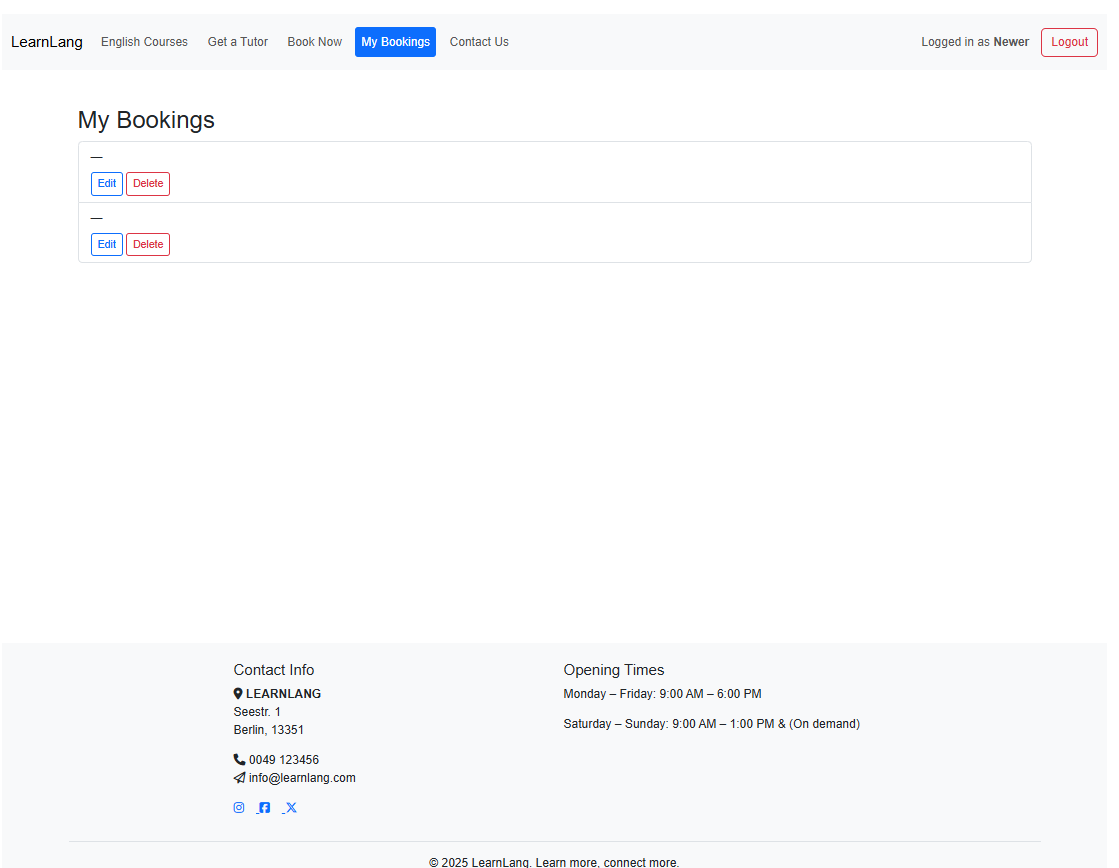 LearnLang English Courses Get a Tutor Book Now My Bookings Contact Us Logged in as Newer Logout
My Bookings
—
Edit Delete
—
Edit Delete
Contact Info
LEARNLANG
Seestr. 1
Berlin, 13351
0049 123456
info@learnlang.com
Opening Times
Monday – Friday: 9:00 AM – 6:00 PM
Saturday – Sunday: 9:00 AM – 1:00 PM & (On demand)
© 2025 LearnLang. Learn more, connect more.